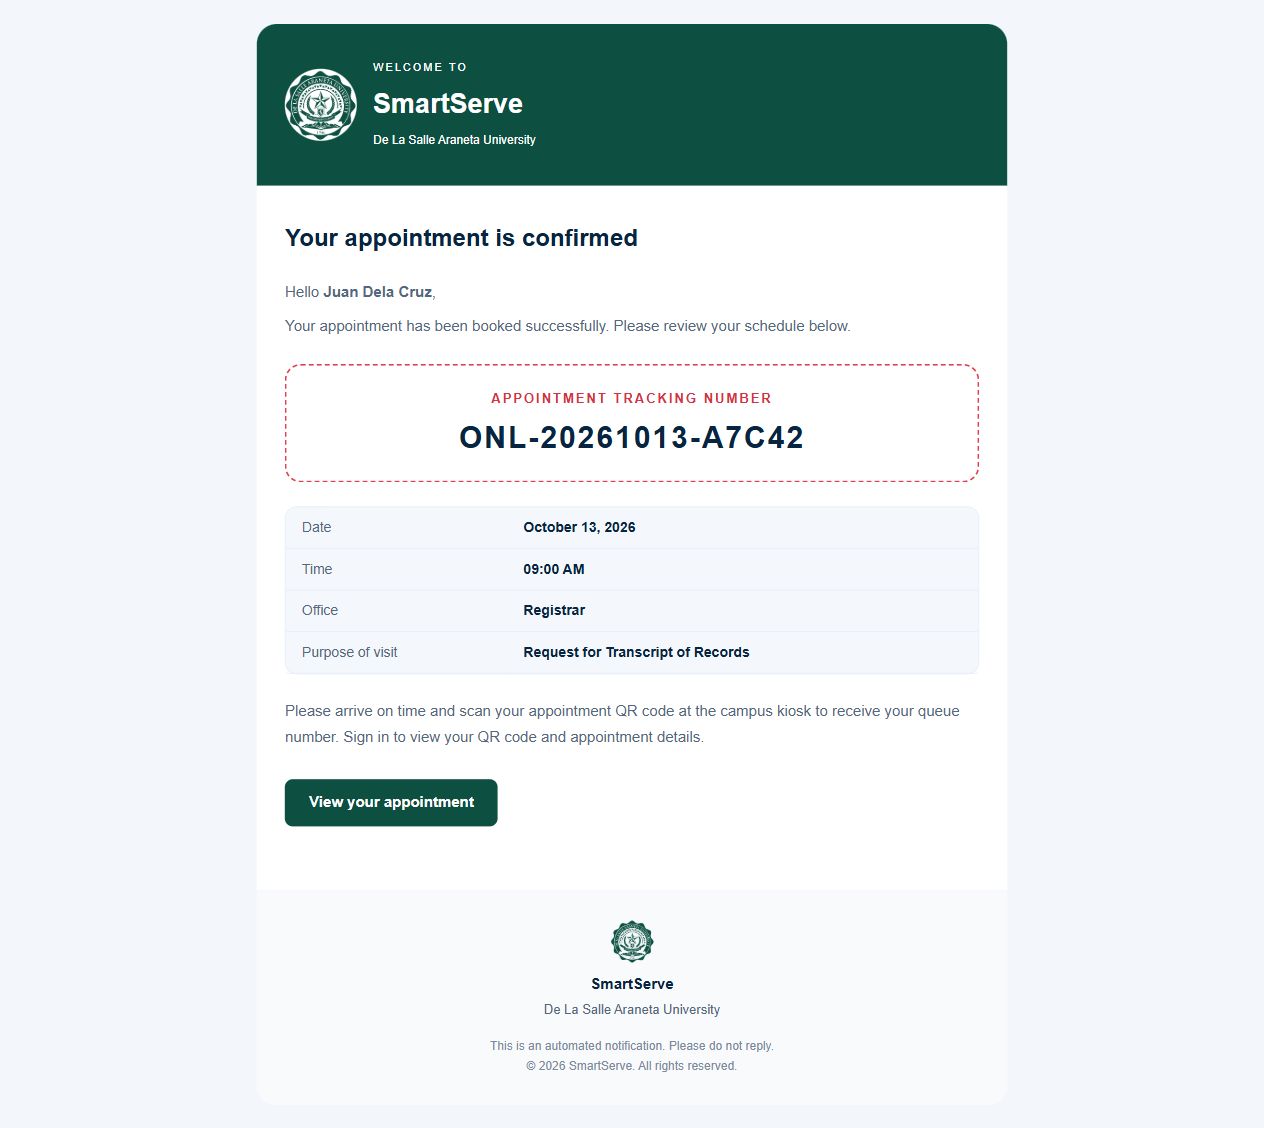 WELCOME TO
SmartServe
De La Salle Araneta University
Your appointment is confirmed
Hello Juan Dela Cruz,
Your appointment has been booked successfully. Please review your schedule below.
APPOINTMENT TRACKING NUMBER
ONL-20261013-A7C42
Date October 13, 2026
Time 09:00 AM
Office Registrar
Purpose of visit Request for Transcript of Records
Please arrive on time and scan your appointment QR code at the campus kiosk to receive your queue
number. Sign in to view your QR code and appointment details.
View your appointment
SmartServe
De La Salle Araneta University
This is an automated notification. Please do not reply.
© 2026 SmartServe. All rights reserved.